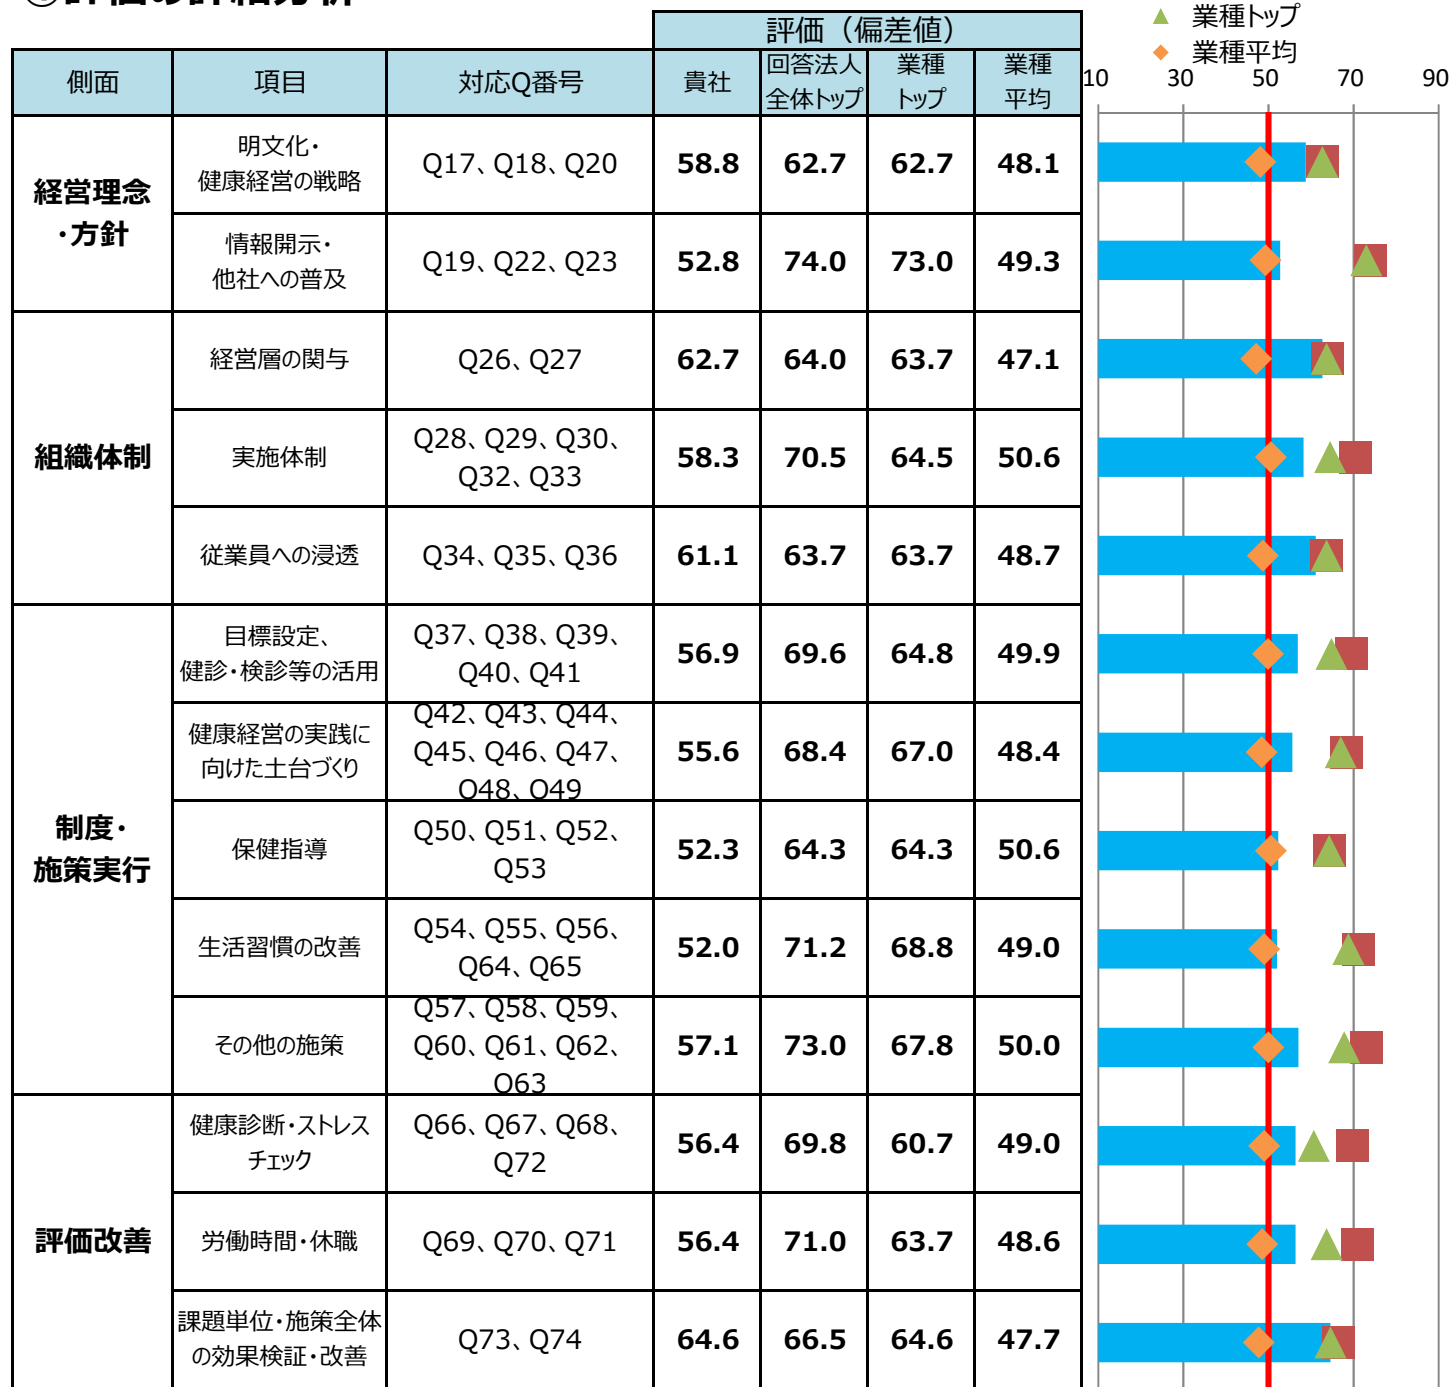 評価（偏差値）
業種トップ
業種平均
側面 項目 対応Q番号 貴社 回答法人 業種 業種
全体トップ トップ 平均
10 30 50 70 90
経営理念
・方針
明文化・
健康経営の戦略
Q17、Q18、Q20 58.8 62.7 62.7 48.1
情報開示・
他社への普及
Q19、Q22、Q23 52.8 74.0 73.0 49.3
組織体制
経営層の関与 Q26、Q27 62.7 64.0 63.7 47.1
実施体制
Q28、Q29、Q30、
Q32、Q33
58.3 70.5 64.5 50.6
従業員への浸透 Q34、Q35、Q36 61.1 63.7 63.7 48.7
制度・
施策実行
目標設定、
健診・検診等の活用
Q37、Q38、Q39、
Q40、Q41
56.9 69.6 64.8 49.9
健康経営の実践に
向けた土台づくり
Q42、Q43、Q44、
Q45、Q46、Q47、
Q48、Q49
55.6 68.4 67.0 48.4
保健指導
Q50、Q51、Q52、
Q53
52.3 64.3 64.3 50.6
生活習慣の改善
Q54、Q55、Q56、
Q64、Q65
52.0 71.2 68.8 49.0
その他の施策
Q57、Q58、Q59、
Q60、Q61、Q62、
Q63
57.1 73.0 67.8 50.0
評価改善
健康診断・ストレス
チェック
Q66、Q67、Q68、
Q72
56.4 69.8 60.7 49.0
労働時間・休職 Q69、Q70、Q71 56.4 71.0 63.7 48.6
課題単位・施策全体
の効果検証・改善
Q73、Q74 64.6 66.5 64.6 47.7